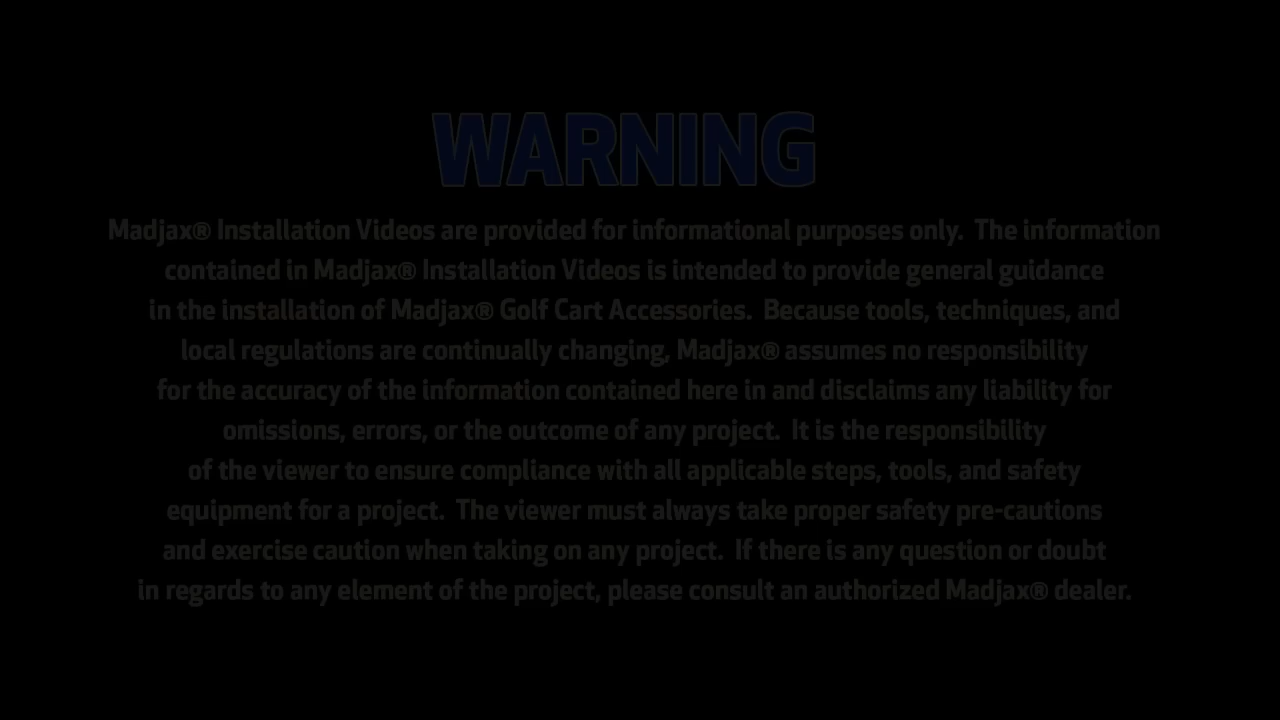 WARNING
Madjax® Installation Videos are provided for informational purposes only.  The information
contained in Madjax® Installation Videos is intended to provide general guidance
in the installation of Madjax® Golf Cart Accessories.  Because tools, techniques, and
local regulations are continually changing, Madjax® assumes no responsibility
for the accuracy of the information contained here in and disclaims any liability for
omissions, errors, or the outcome of any project.  It is the responsibility
of the viewer to ensure compliance with all applicable steps, tools, and safety
equipment for a project.  The viewer must always take proper safety pre-cautions
and exercise caution when taking on any project.  If there is any question or doubt
in regards to any element of the project, please consult an authorized Madjax® dealer.